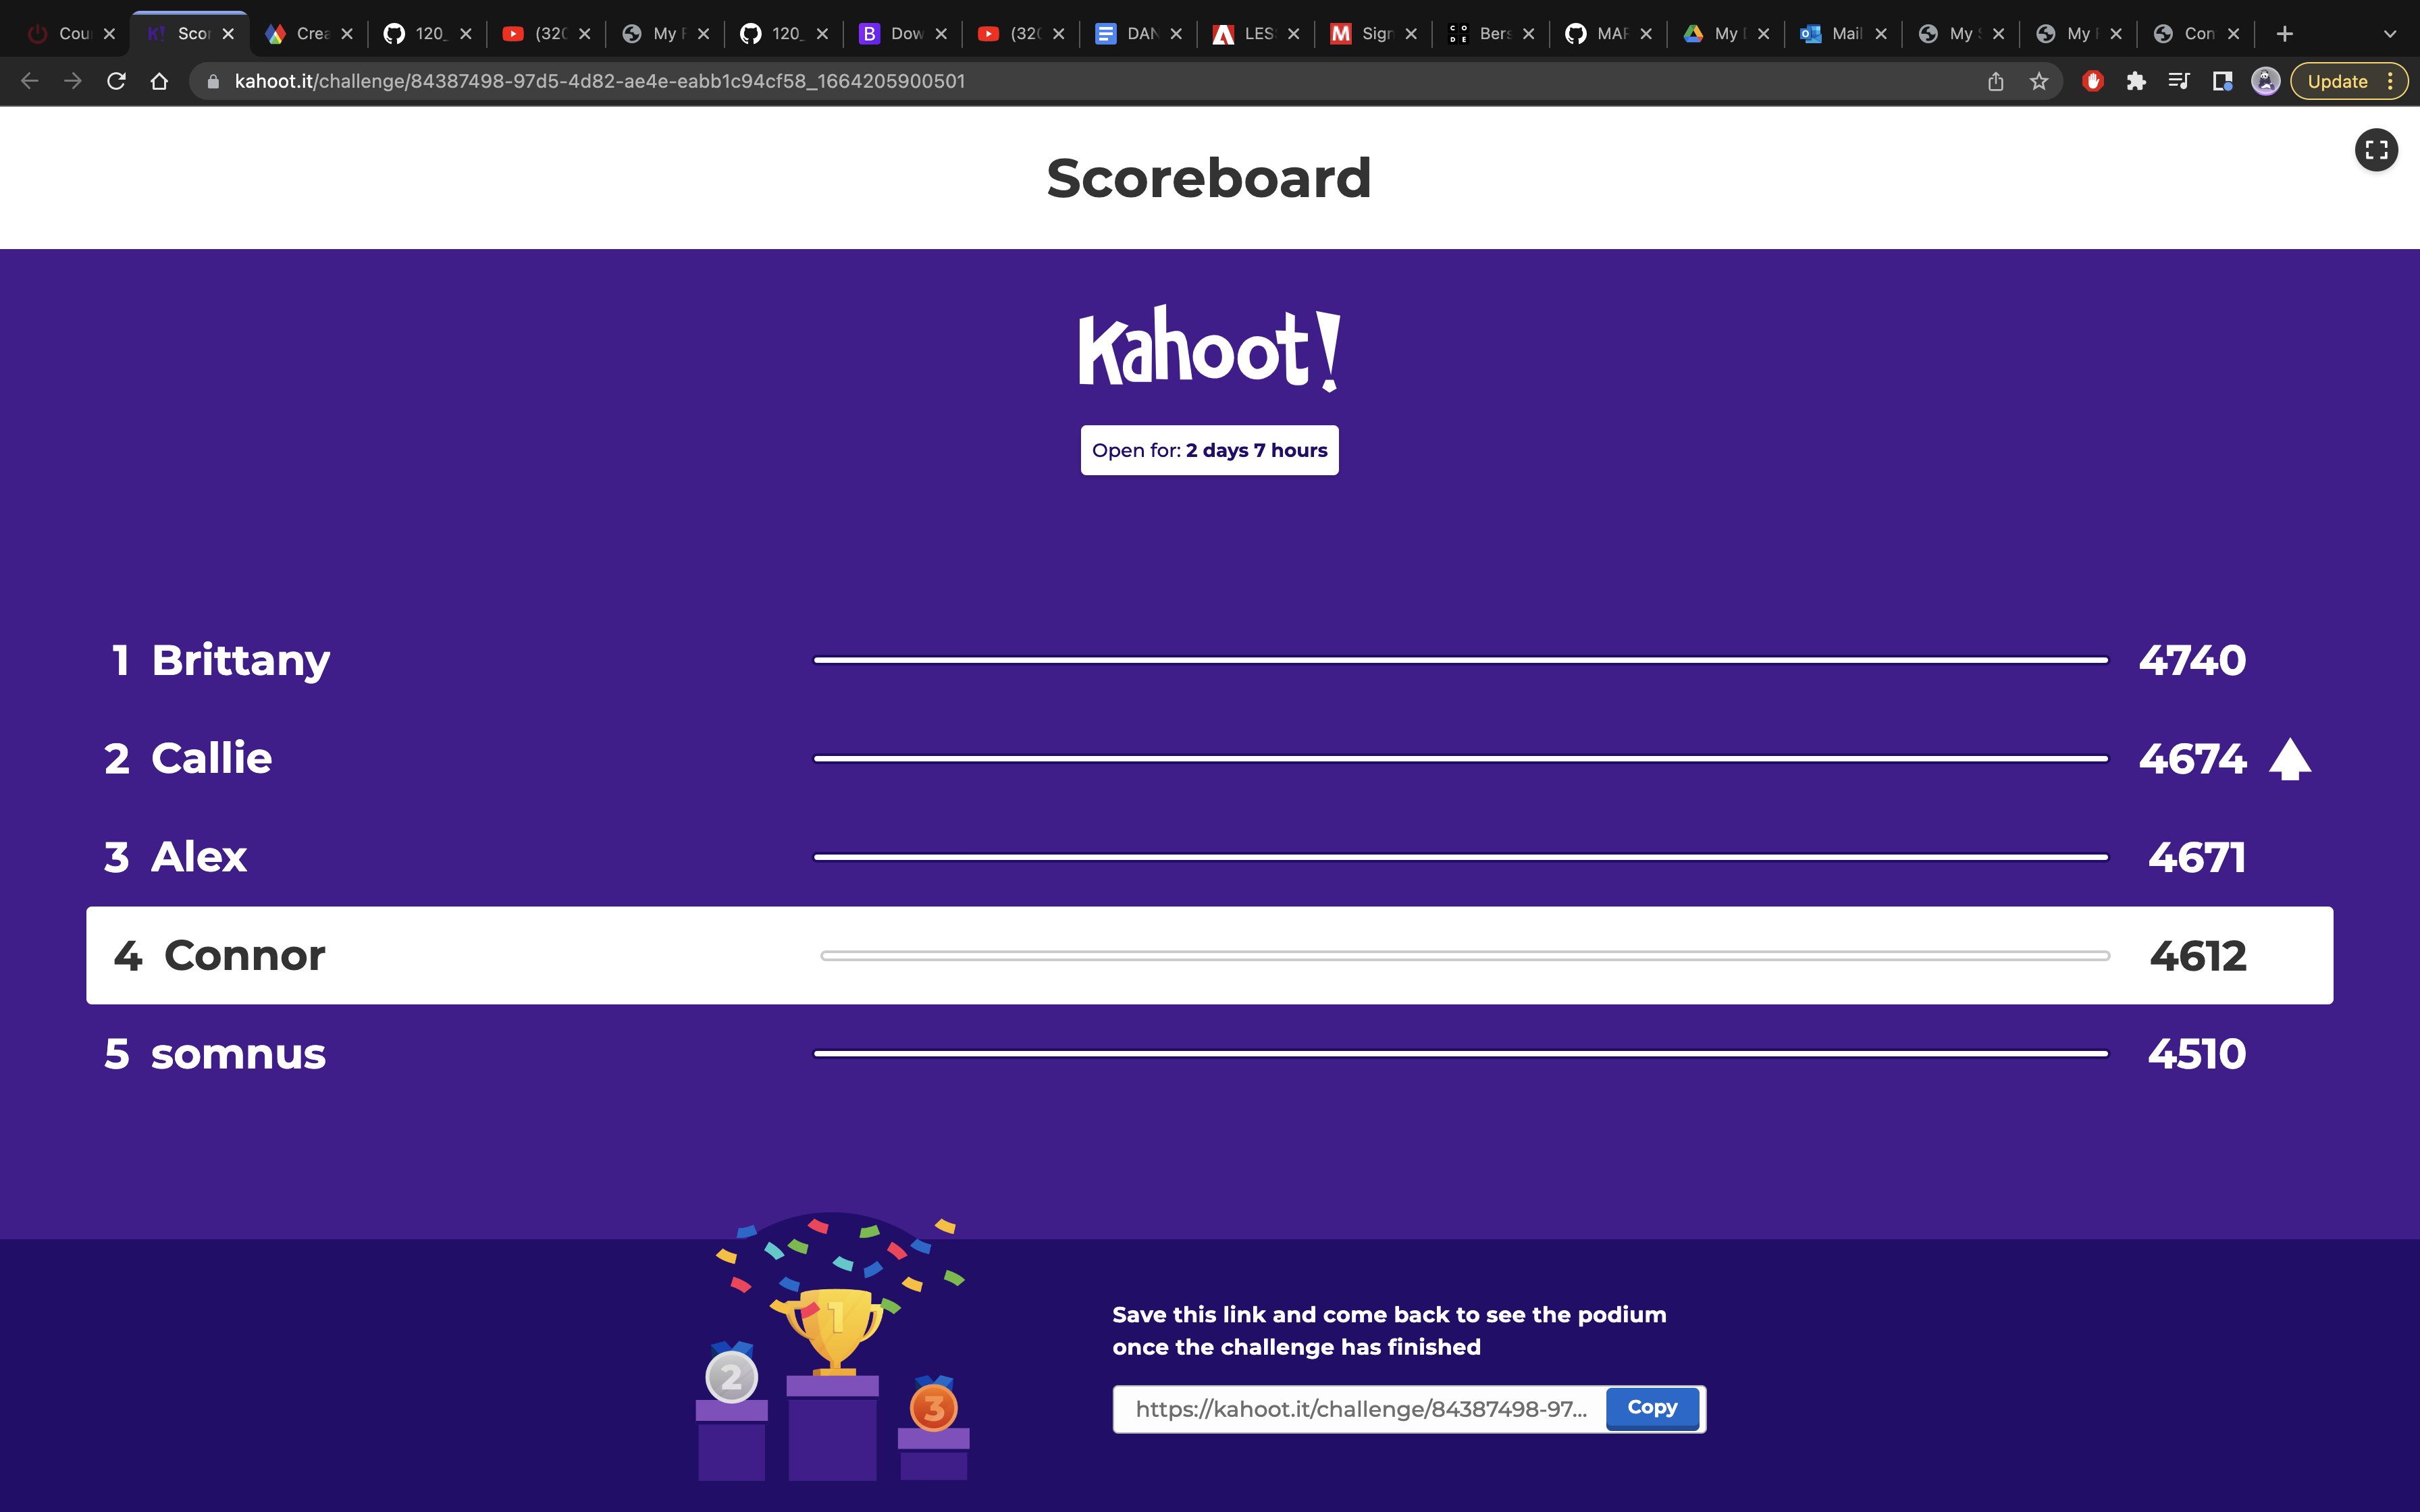 Cou Scor Crea 120_ (320 My F 120_ Dow (320 DAN LES Sign Bers MAR My D Mail My S My F Con
kahoot.it/challenge/84387498-97d5-4d82-ae4e-eabb1c94cf58_1664205900501 Update
Scoreboard
Kahoot!
Open for: 2 days 7 hours
1 Brittany 4740
2 Callie 4674
3 Alex 4671
4 Connor 4612
5 somnus 4510
1
2
3
Save this link and come back to see the podium
once the challenge has finished
https://kahoot.it/challenge/84387498-97... Copy